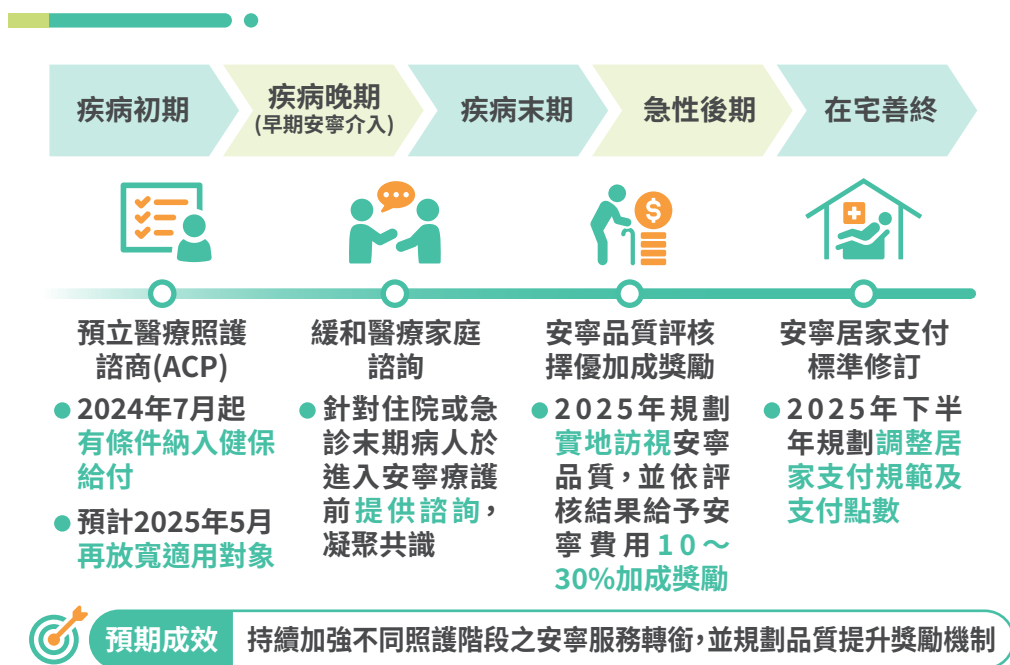 疾病初期
疾病晚期
(早期安寧介入)
疾病末期
急性後期
在宅善終
預立醫療照護
諮商(ACP)
2024年7月起
有條件納入健保
給付
預計2025年5月
再放寬適用對象
緩和醫療家庭
諮詢
針對住院或急
診末期病人於
進入安寧療護
前提供諮詢，
凝聚共識
安寧品質評核
擇優加成獎勵
2025年規劃
實地訪視安寧
品質，並依評
核結果給予安
寧費用10～
30%加成獎勵
安寧居家支付
標準修訂
2025年下半
年規劃調整居
家支付規範及
支付點數
預期成效
持續加強不同照護階段之安寧服務轉銜，並規劃品質提升獎勵機制